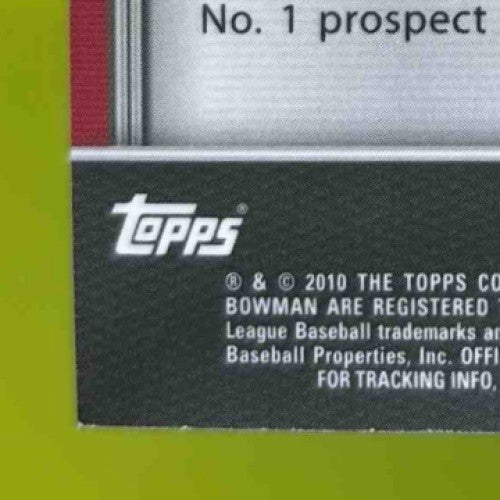 No. 1 prospect
TOPPS®
® & © 2010 THE TOPPS CO
BOWMAN ARE REGISTERED
League Baseball trademarks
Baseball Properties, Inc. OFFI
FOR TRACKING INFO,